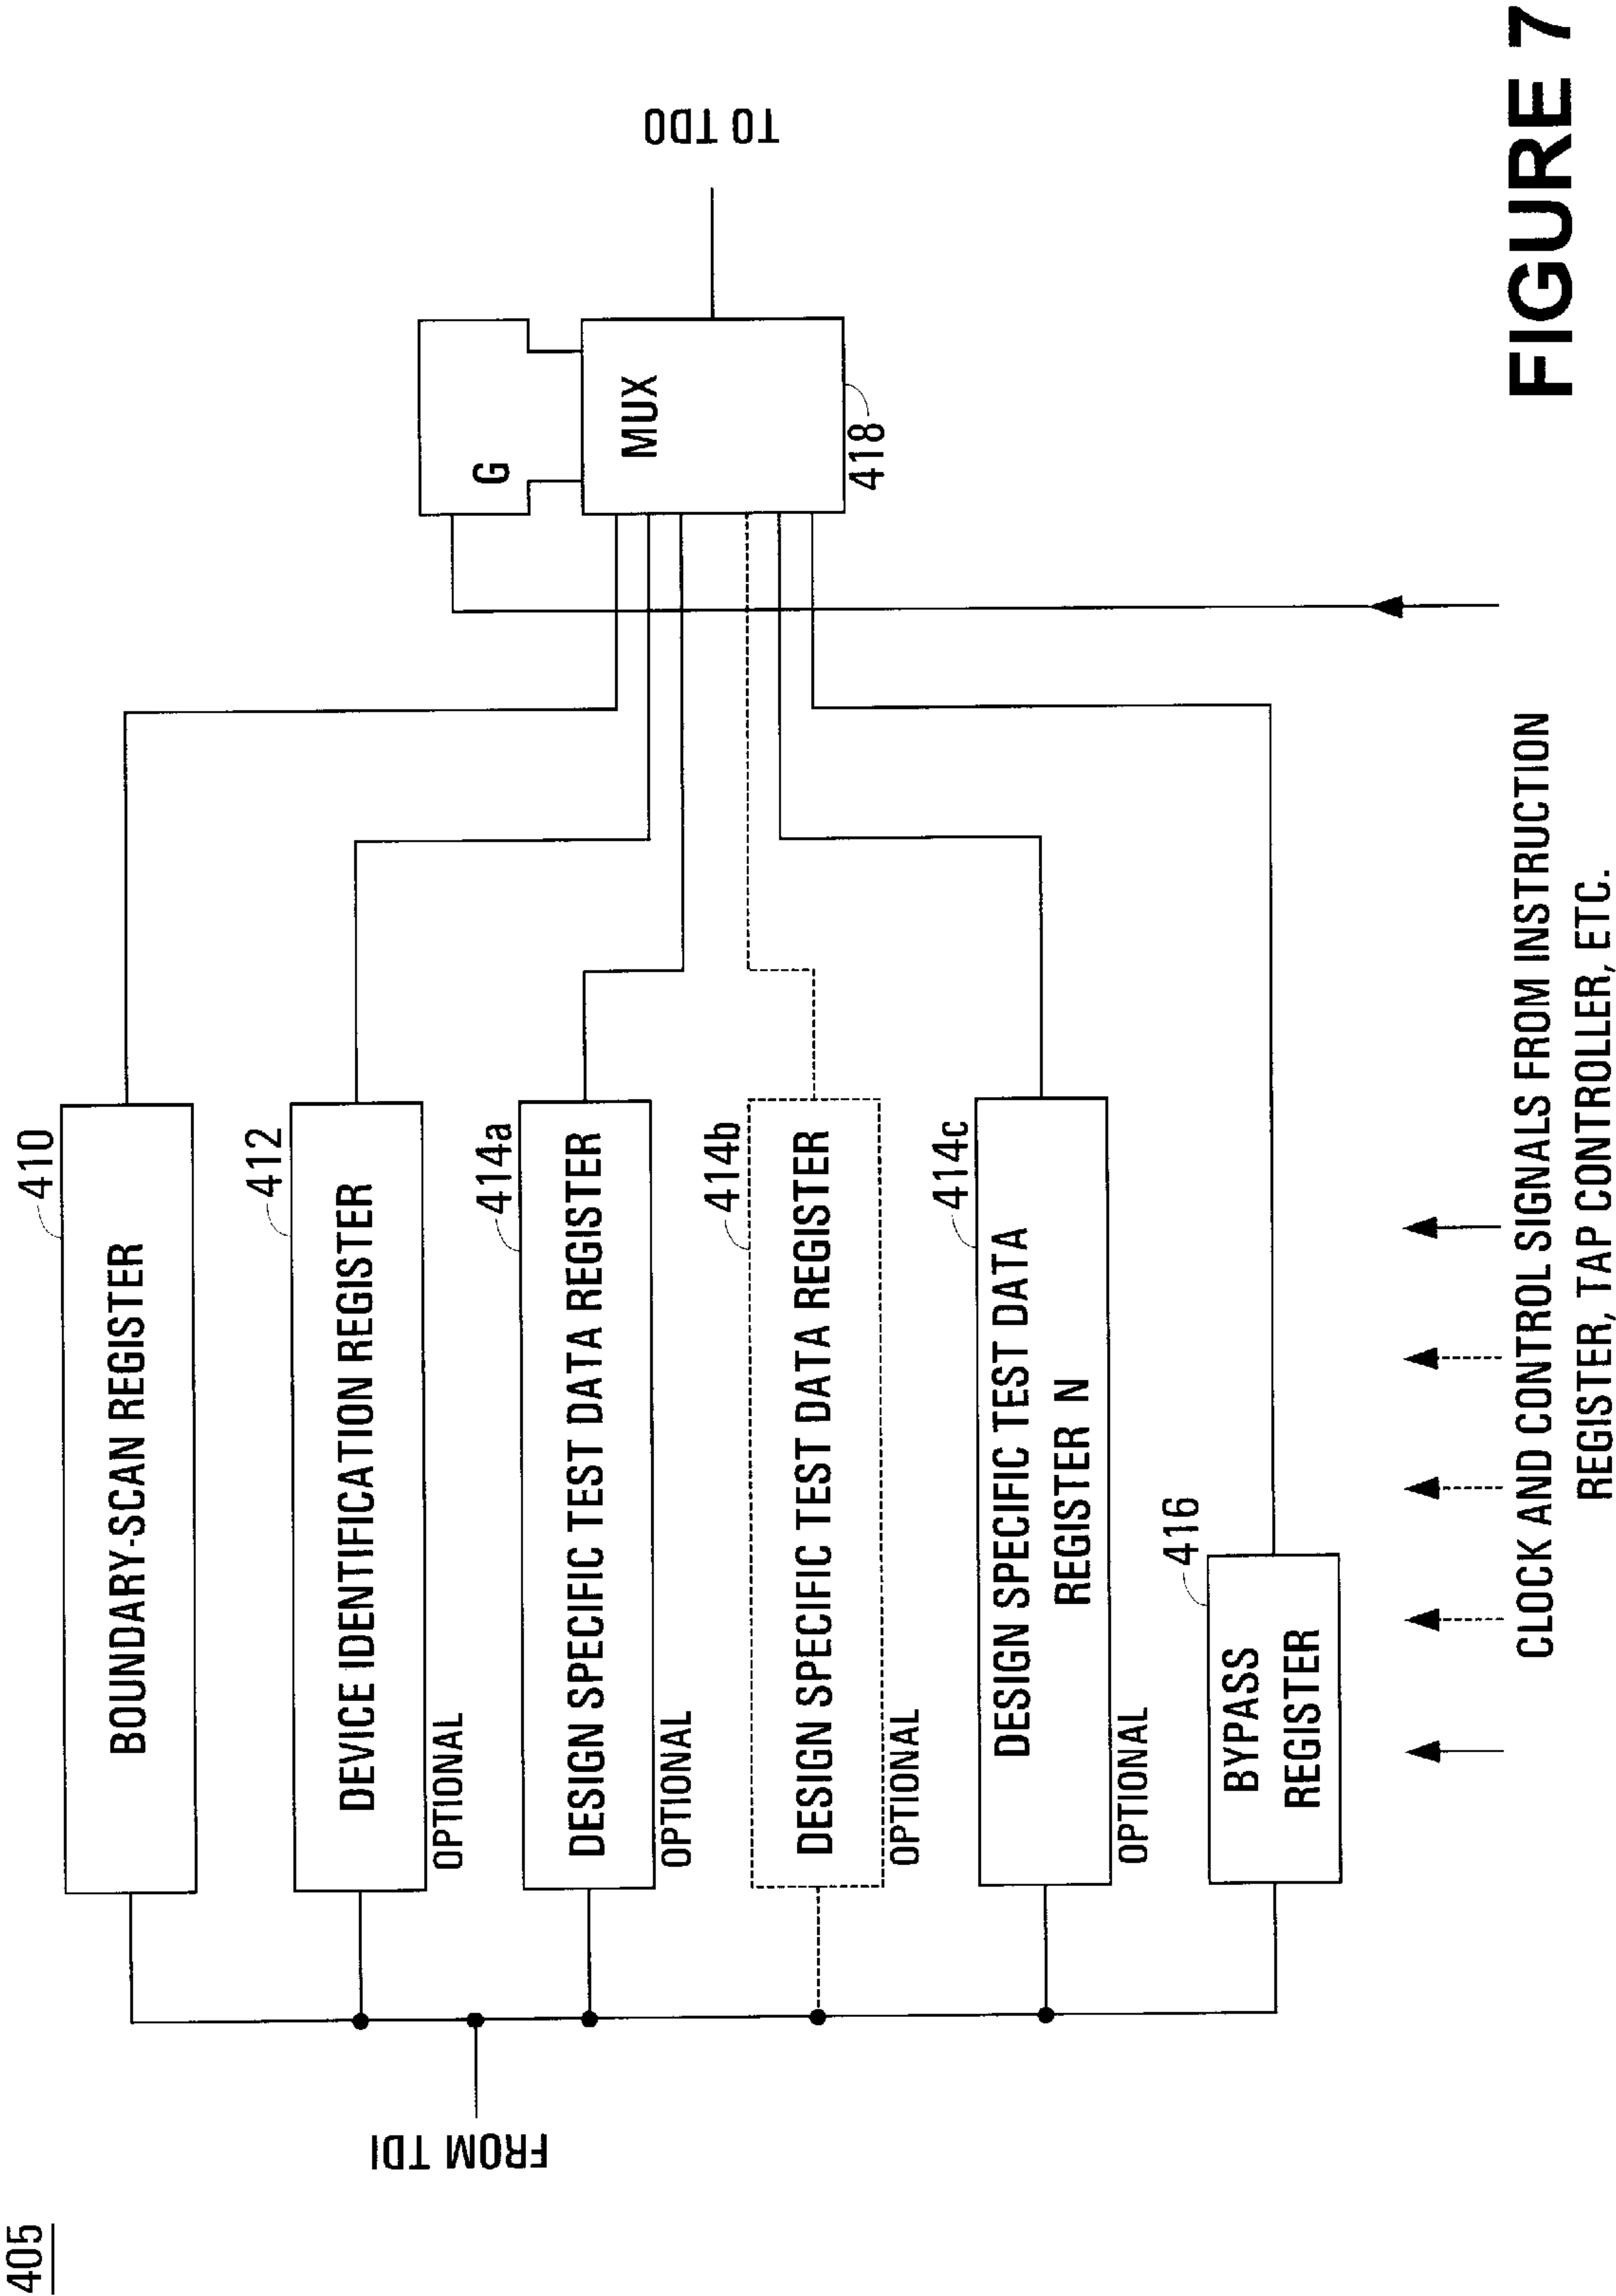 405
410
BOUNDARY-SCAN REGISTER
412
DEVICE IDENTIFICATION REGISTER
OPTIONAL
414a
DESIGN SPECIFIC TEST DATA REGISTER
OPTIONAL
414b
DESIGN SPECIFIC TEST DATA REGISTER
OPTIONAL
414c
DESIGN SPECIFIC TEST DATA
REGISTER N
OPTIONAL
416
BYPASS
REGISTER
FROM TDI
G
MUX
418
TO TDO
CLOCK AND CONTROL SIGNALS FROM INSTRUCTION
REGISTER, TAP CONTROLLER, ETC.
FIGURE 7